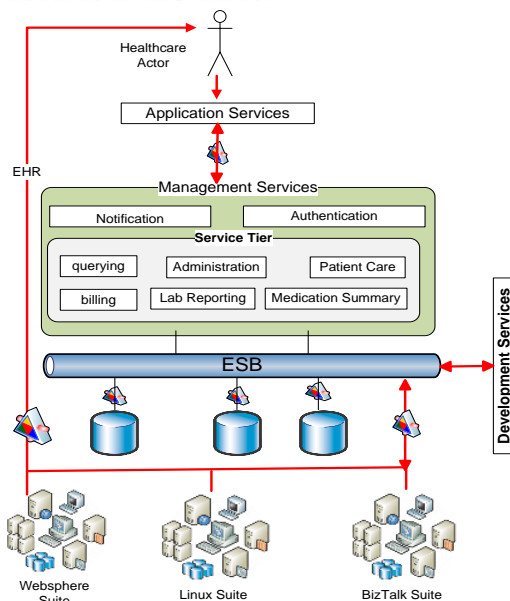 Healthcare
Actor
Application Services
EHR
Management Services
Notification
Authentication
Service Tier
querying
Administration
Patient Care
billing
Lab Reporting
Medication Summary
ESB
Development Services
Websphere
Suite
Linux Suite
BizTalk Suite